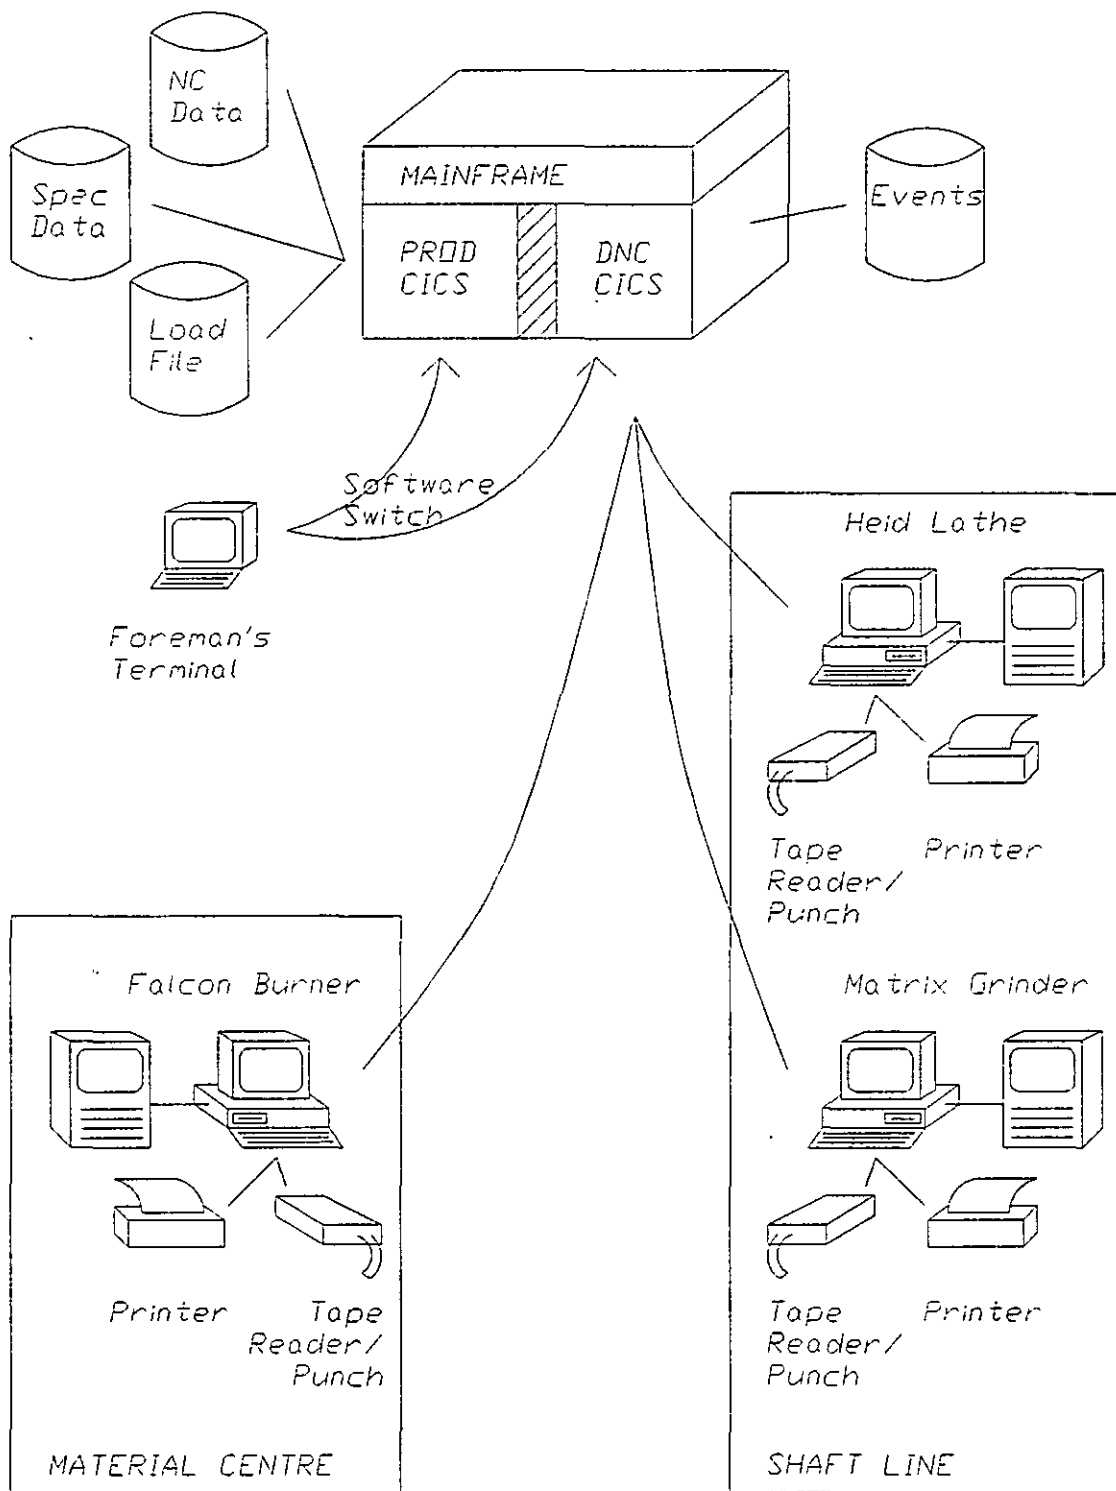 NC
Data
Spec
Data
Load
File
MAINFRAME
PROD
CICS
DNC
CICS
Events
Software
Switch
Foreman's
Terminal
Heid Lathe
Tape
Reader/
Punch
Printer
Falcon Burner
Printer
Tape
Reader/
Punch
MATERIAL CENTRE
Matrix Grinder
Tape
Reader/
Punch
Printer
SHAFT LINE